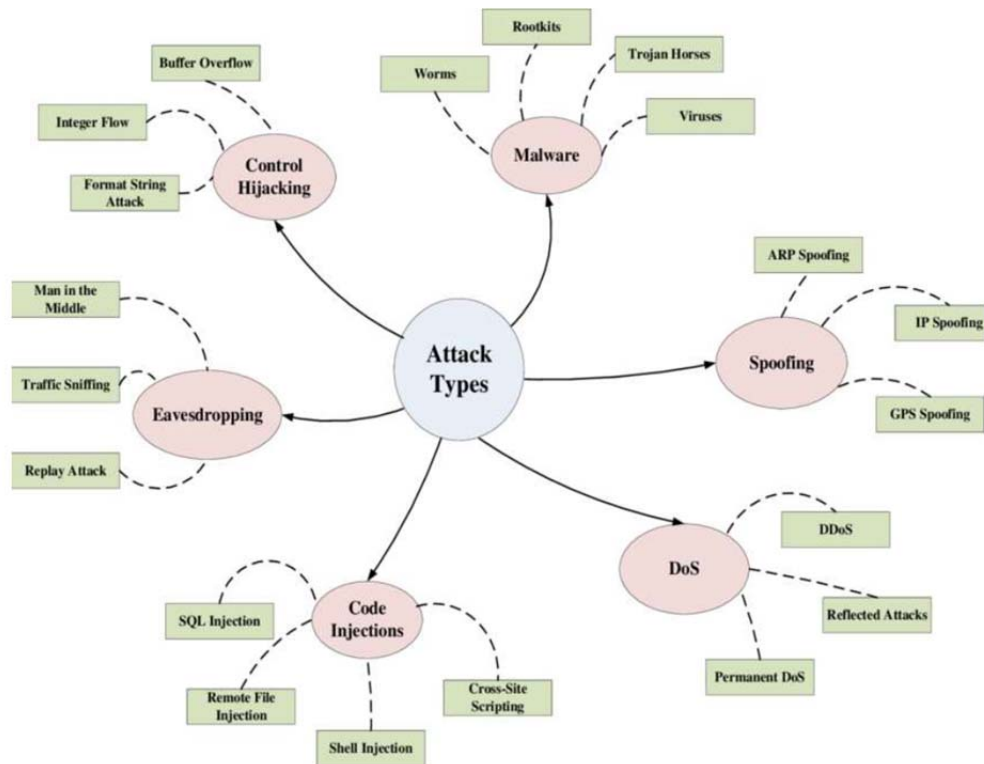 Rootkits
Buffer Overflow
Trojan Horses
Worms
Integer Flow
Viruses
Malware
Control
Hijacking
Format String
Attack
ARP Spoofing
Man in the
Middle
IP Spoofing
Attack
Types
Spoofing
Traffic Sniffing
Eavesdropping
GPS Spoofing
Replay Attack
DDoS
DoS
Code
Injections
SQL Injection
Reflected Attacks
Permanent DoS
Cross-Site
Scripting
Remote File
Injection
Shell Injection